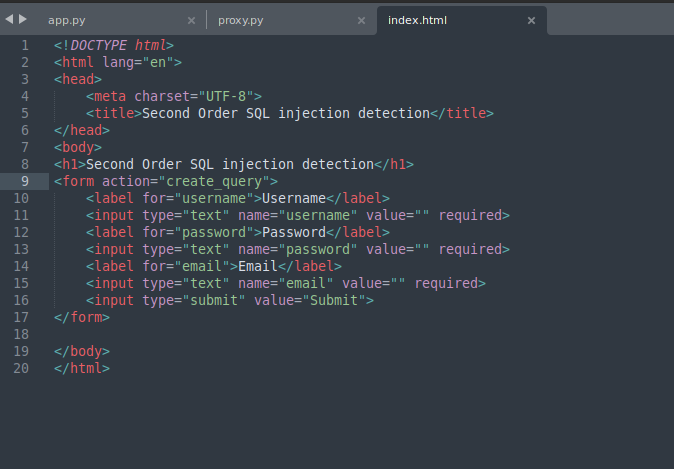 app.py × proxy.py × index.html ×
1 <!DOCTYPE html>
2 <html lang="en">
3 <head>
4     <meta charset="UTF-8">
5     <title>Second Order SQL injection detection</title>
6 </head>
7 <body>
8 <h1>Second Order SQL injection detection</h1>
9 <form action="create_query">
10     <label for="username">Username</label>
11     <input type="text" name="username" value="" required>
12     <label for="password">Password</label>
13     <input type="text" name="password" value="" required>
14     <label for="email">Email</label>
15     <input type="text" name="email" value="" required>
16     <input type="submit" value="Submit">
17 </form>
18
19 </body>
20 </html>